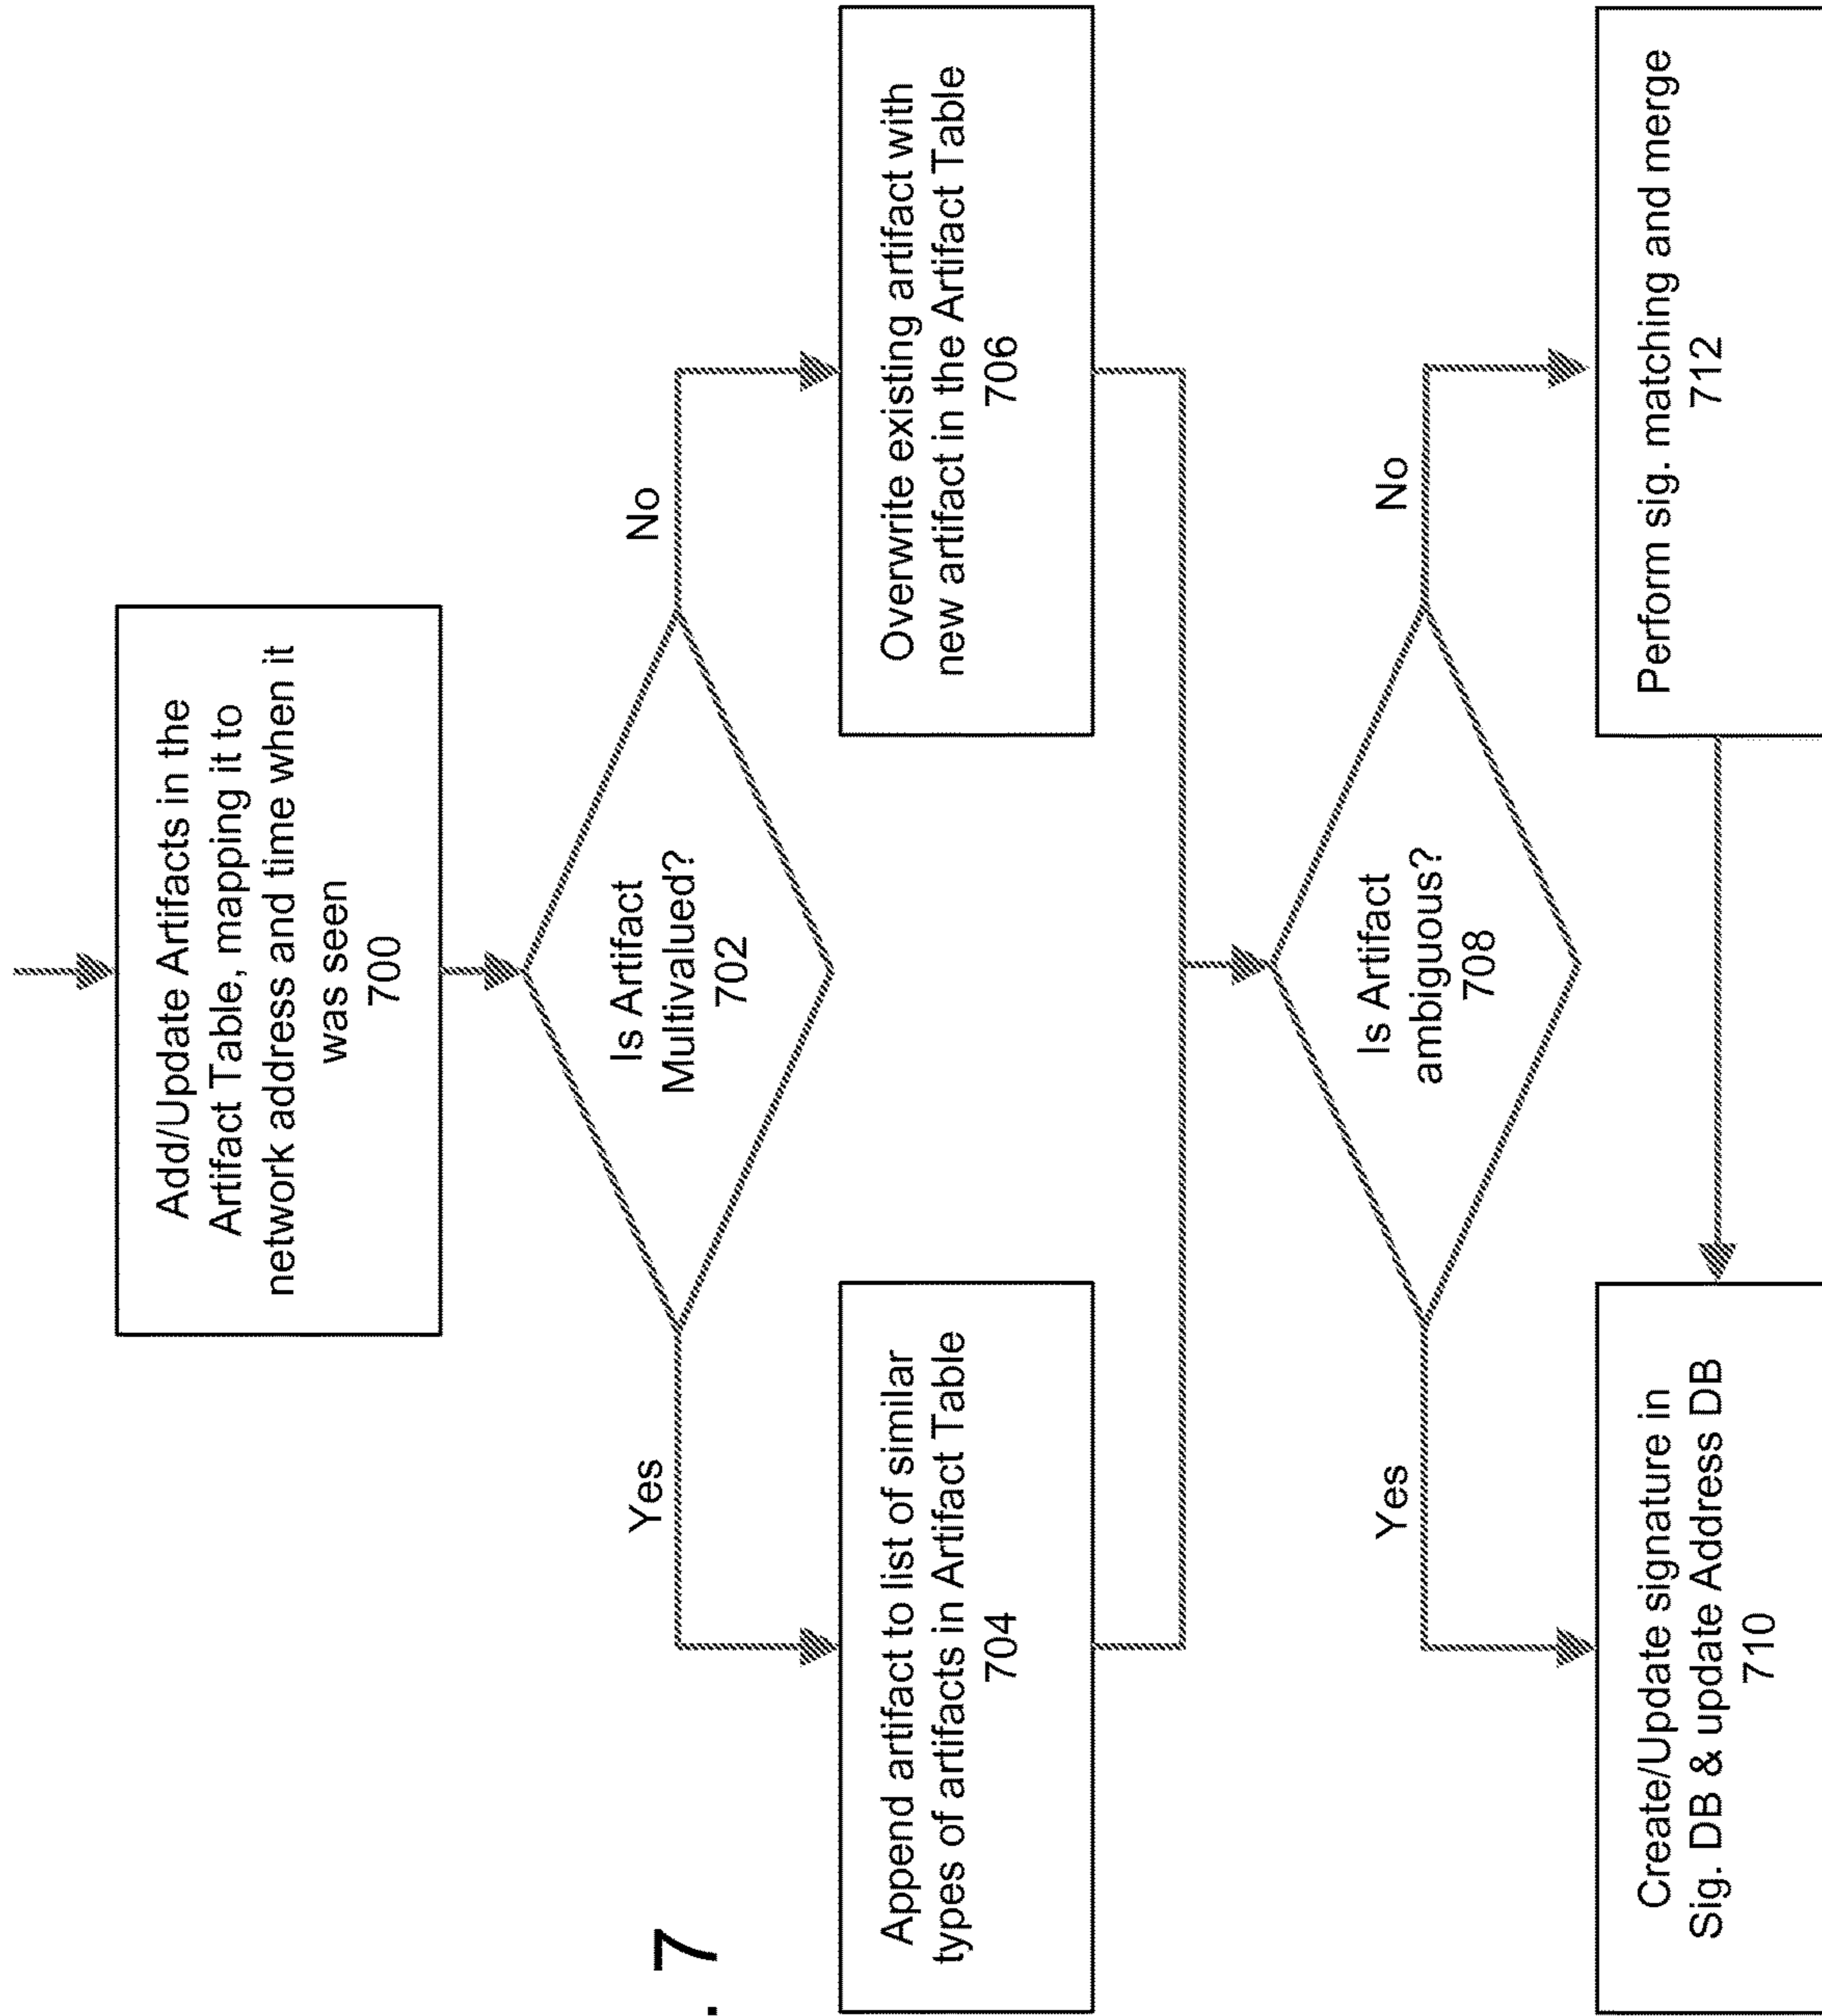 Add/Update Artifacts in the
Artifact Table, mapping it to
network address and time when it
was seen
700
Is Artifact
Multivalued?
702
Yes
No
. 7
Append artifact to list of similar
types of artifacts in Artifact Table
704
Overwrite existing artifact with
new artifact in the Artifact Table
706
Is Artifact
ambiguous?
708
Yes
No
Create/Update signature in
Sig. DB & update Address DB
710
Perform sig. matching and merge
712